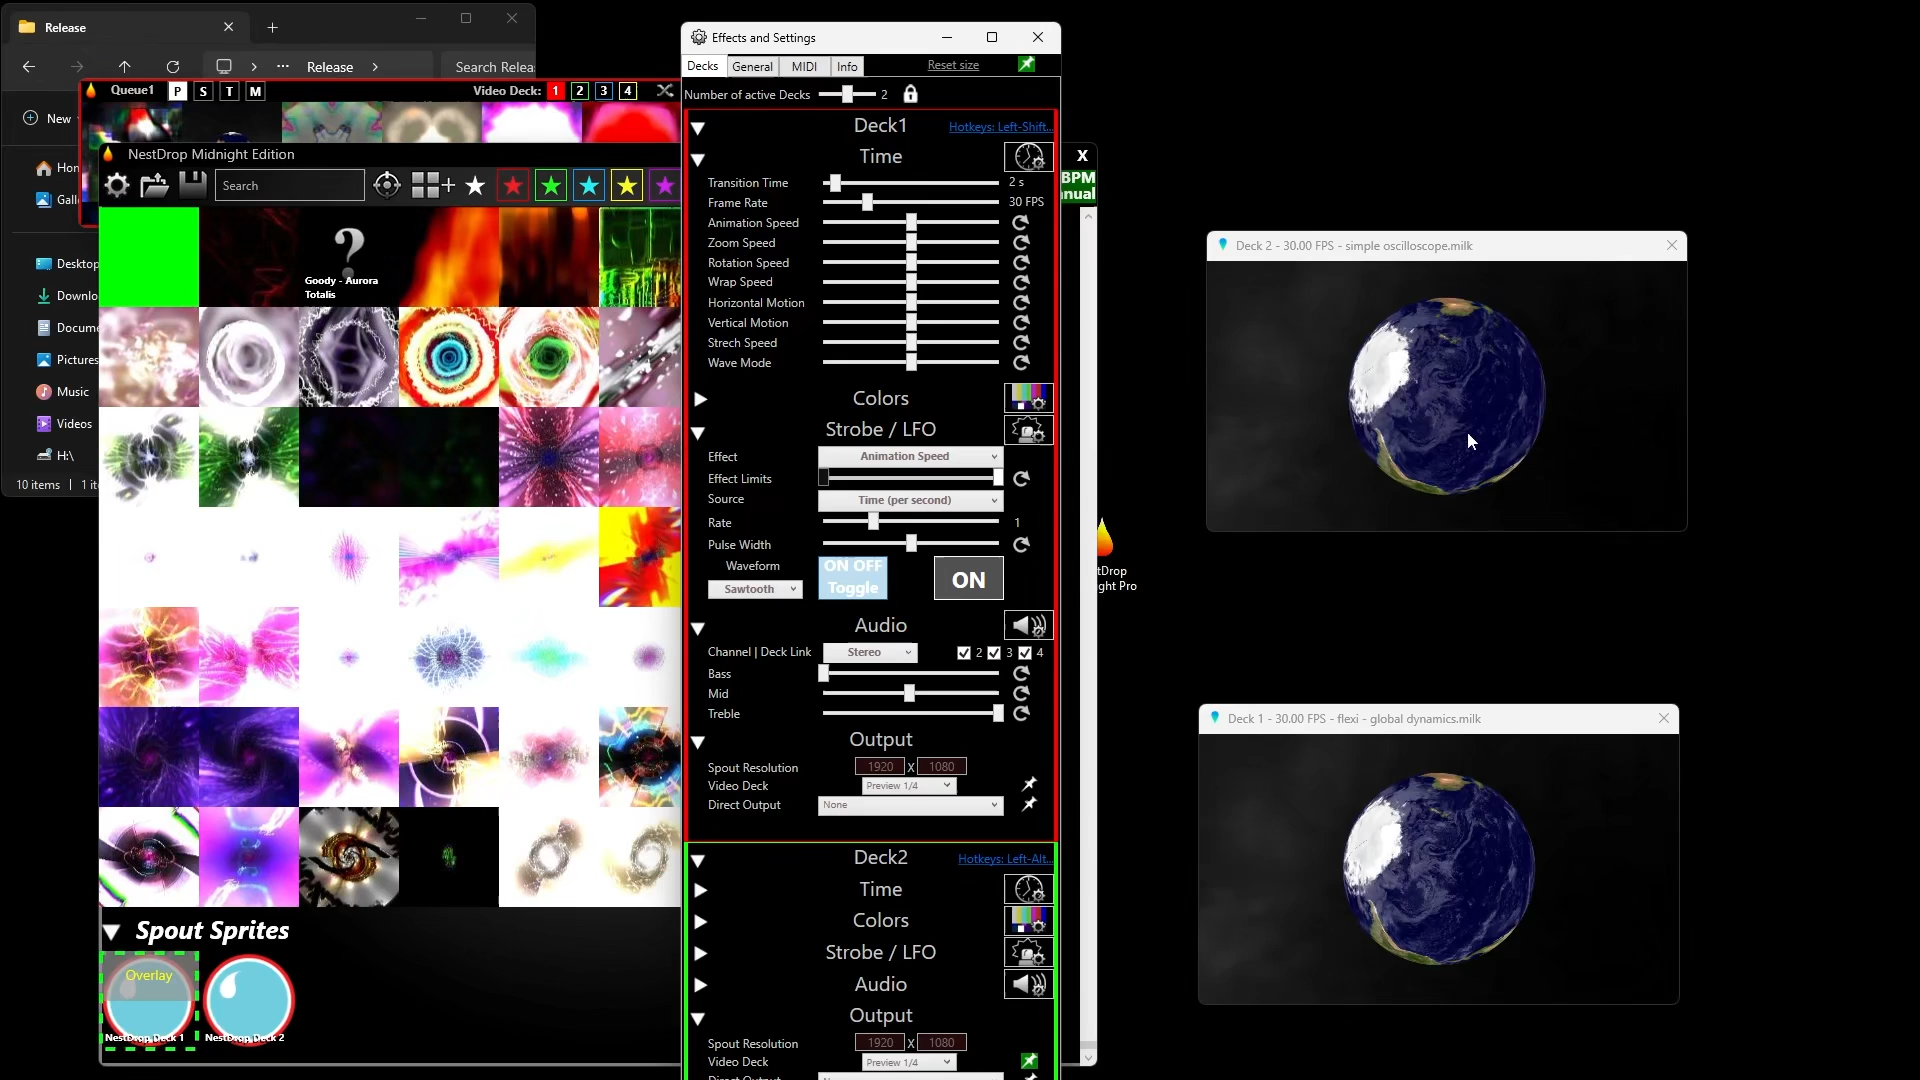 Release
Release
Search Relea
New
Hom
Gall
Desktop
Downlo
Docume
Pictures
Music
Videos
H:\
10 items | 1 it
Queue1 P S T M Video Deck: 1 2 3 4
NestDrop Midnight Edition
Search
X
BPM
anual
Goody - Aurora
Totalis
Spout Sprites
Overlay
NestDrop Deck 1
NestDrop Deck 2
Effects and Settings
Decks General MIDI Info Reset size
Number of active Decks 2
Deck1 Hotkeys: Left-Shift...
Time
Transition Time 2 s
Frame Rate 30 FPS
Animation Speed
Zoom Speed
Rotation Speed
Wrap Speed
Horizontal Motion
Vertical Motion
Strech Speed
Wave Mode
Colors
Strobe / LFO
Effect Animation Speed
Effect Limits
Source Time (per second)
Rate 1
Pulse Width
Waveform
Sawtooth
ON OFF
Toggle
ON
Audio
Channel | Deck Link Stereo 2 3 4
Bass
Mid
Treble
Output
Spout Resolution 1920 X 1080
Video Deck Preview 1/4
Direct Output None
Deck2 Hotkeys: Left-Alt...
Time
Colors
Strobe / LFO
Audio
Output
Spout Resolution 1920 X 1080
Video Deck Preview 1/4
tDrop
ght Pro
Deck 2 - 30.00 FPS - simple oscilloscope.milk
Deck 1 - 30.00 FPS - flexi - global dynamics.milk